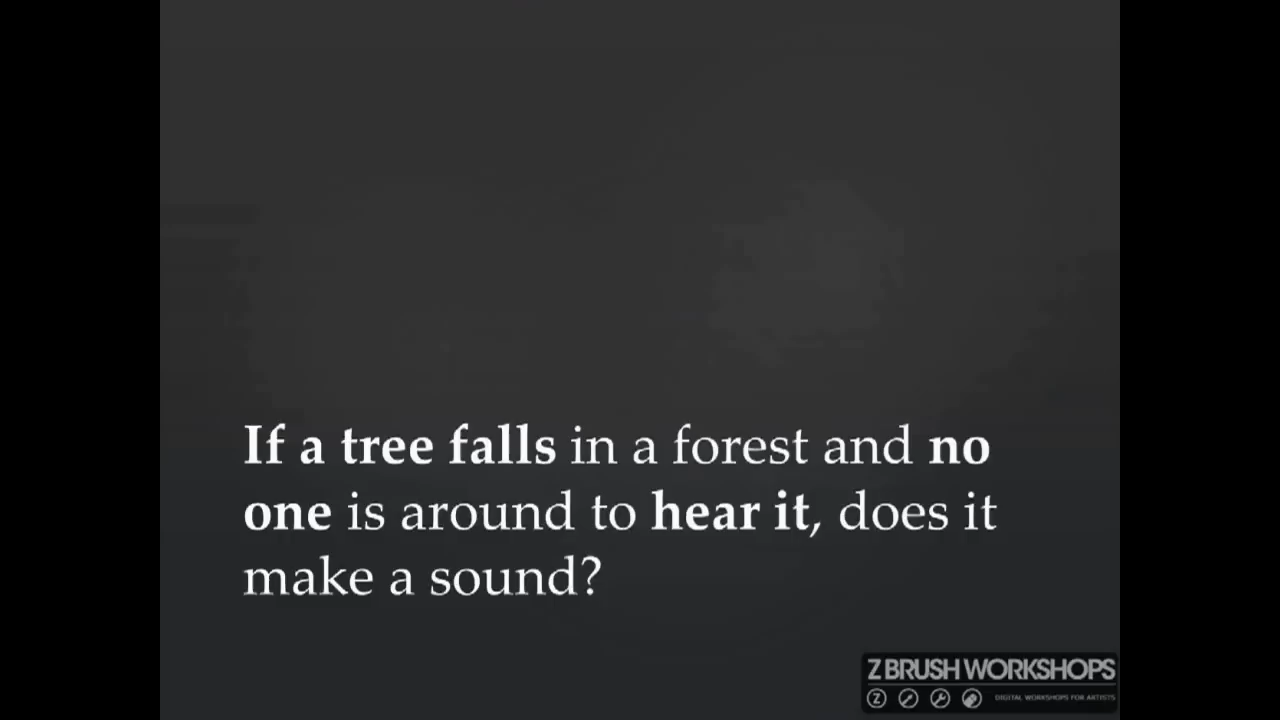 If a tree falls in a forest and no
one is around to hear it, does it
make a sound?
Z BRUSH WORKSHOPS
DIGITAL WORKSHOPS FOR ARTISTS